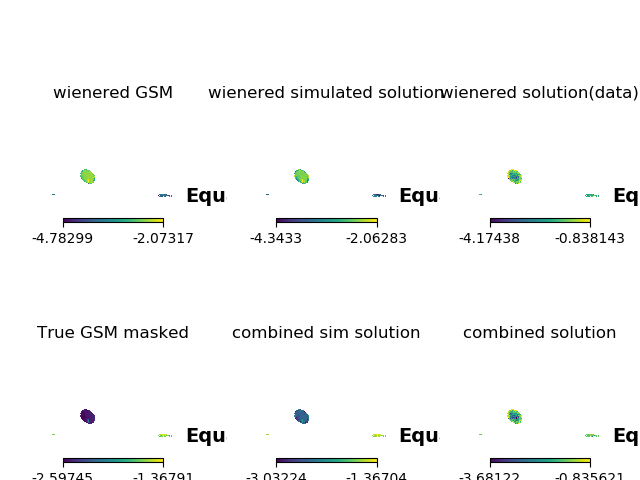 wienered GSM
wienered simulated solution
wienered solution(data)
Equ
Equ
Eq
-4.78299 -2.07317
-4.3433 -2.06283
-4.17438 -0.838143
True GSM masked
combined sim solution
combined solution
Equ
Equ
Eq
-2.59745 -1.36791
-3.03224 -1.36704
-3.68122 -0.835621